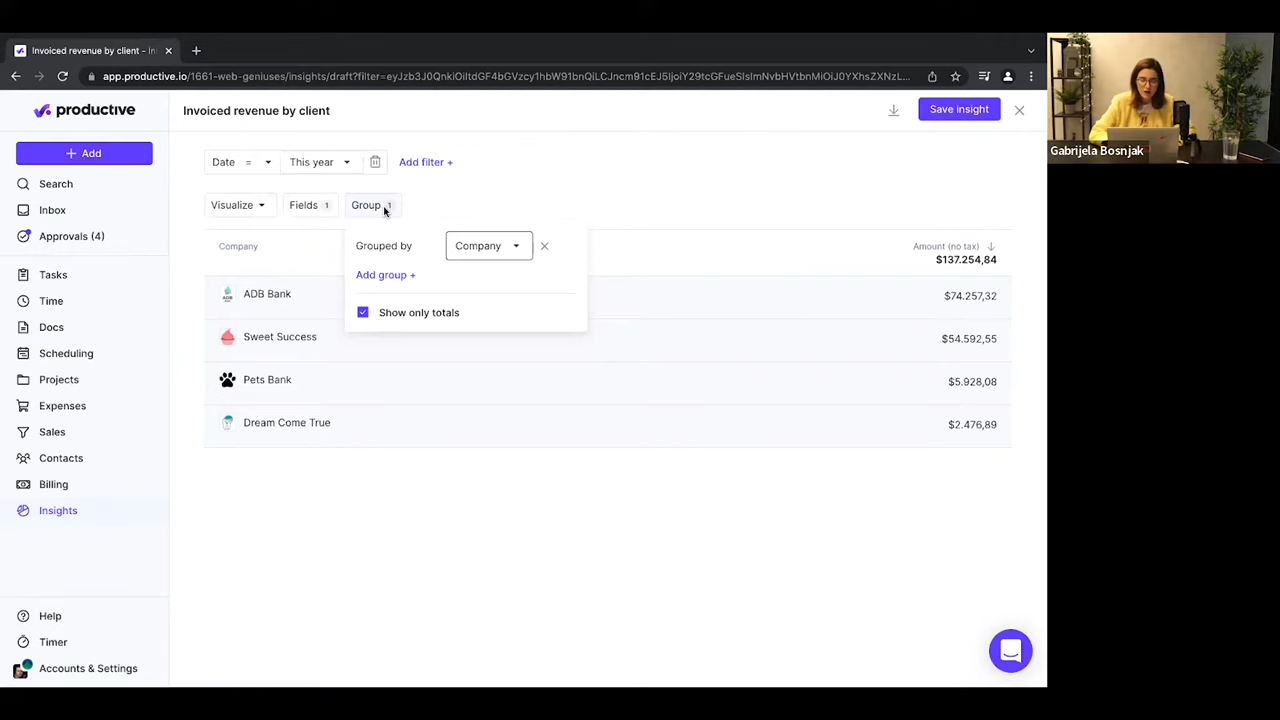 Invoiced revenue by client - In
app.productive.io/1661-web-geniuses/insights/draft?filter=
productive
Invoiced revenue by client
Save insight
Add
Date = This year Add filter +
Search
Inbox
Approvals (4)
Visualize Fields 1 Group 1
Company
Amount (no tax)
$137.254,84
Grouped by Company
Add group +
Show only totals
ADB Bank $74.257,32
Sweet Success $54.592,55
Pets Bank $5.928,08
Dream Come True $2.476,89
Tasks
Time
Docs
Scheduling
Projects
Expenses
Sales
Contacts
Billing
Insights
Help
Timer
Accounts & Settings
Gabrijela Bosnjak